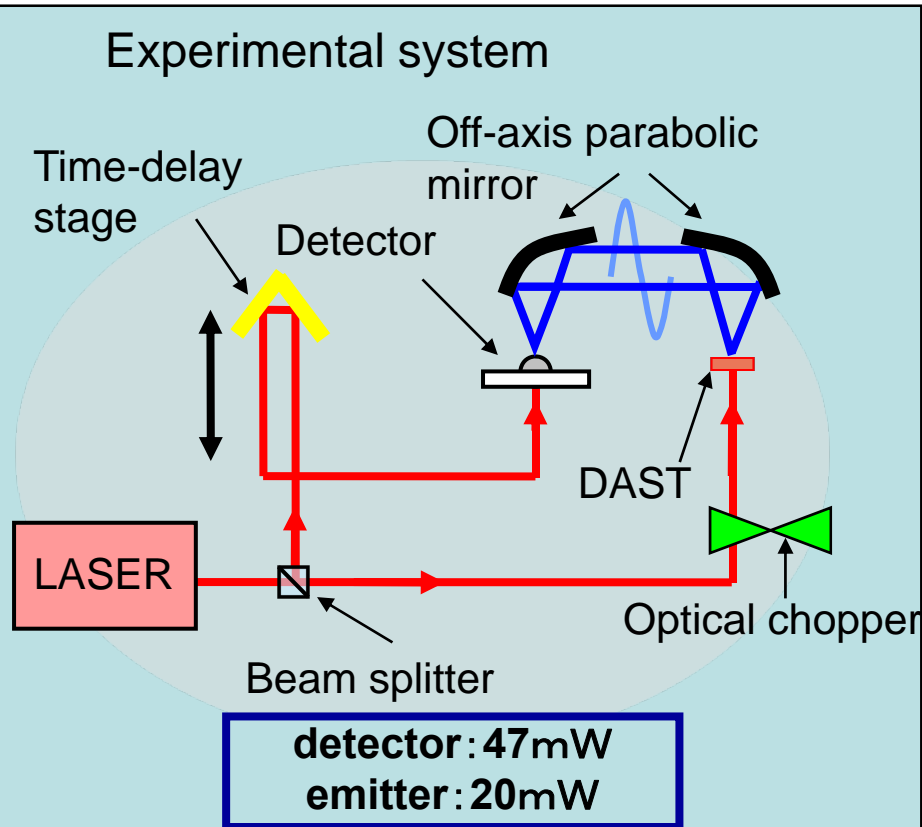 Experimental system
Off-axis parabolic
mirror
Time-delay
stage
Detector
DAST
LASER
Optical chopper
Beam splitter
detector：47ｍW
emitter：20ｍW